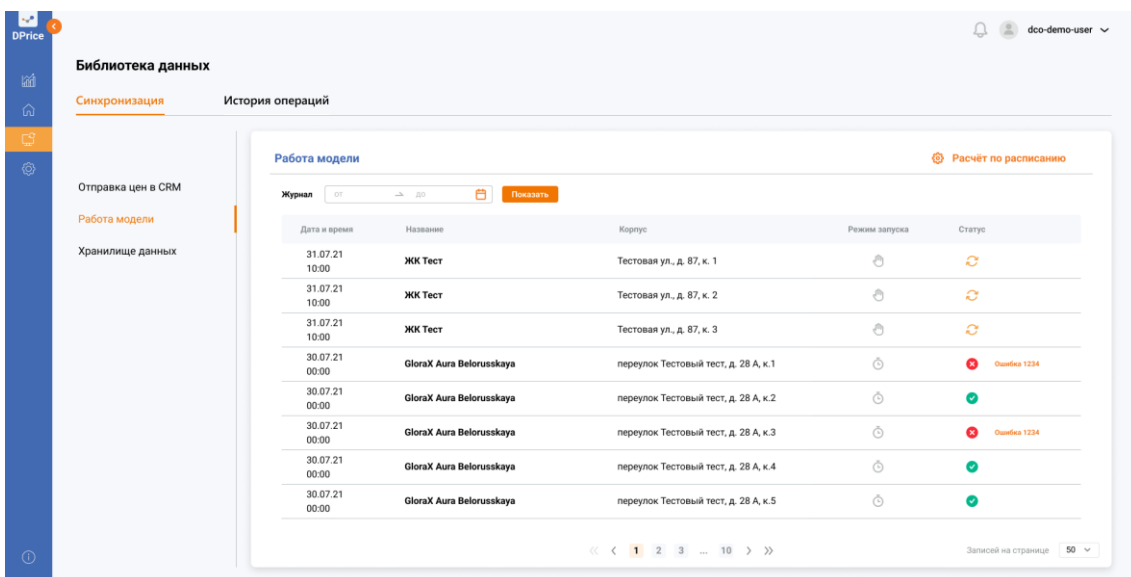 DPrice
dco-demo-user
Библиотека данных
Синхронизация История операций
Отправка цен в CRM
Работа модели
Хранилище данных
Работа модели Расчёт по расписанию
Журнал от до Показать
Дата и время Название Корпус Режим запуска Статус
31.07.21
10:00 ЖК Тест Тестовая ул., д. 87, к. 1
31.07.21
10:00 ЖК Тест Тестовая ул., д. 87, к. 2
31.07.21
10:00 ЖК Тест Тестовая ул., д. 87, к. 3
30.07.21
00:00 GloraX Aura Belorusskaya переулок Тестовый тест, д. 28 А, к.1 Ошибка 1234
30.07.21
00:00 GloraX Aura Belorusskaya переулок Тестовый тест, д. 28 А, к.2
30.07.21
00:00 GloraX Aura Belorusskaya переулок Тестовый тест, д. 28 А, к.3 Ошибка 1234
30.07.21
00:00 GloraX Aura Belorusskaya переулок Тестовый тест, д. 28 А, к.4
30.07.21
00:00 GloraX Aura Belorusskaya переулок Тестовый тест, д. 28 А, к.5
1 2 3 ... 10 Записей на странице 50